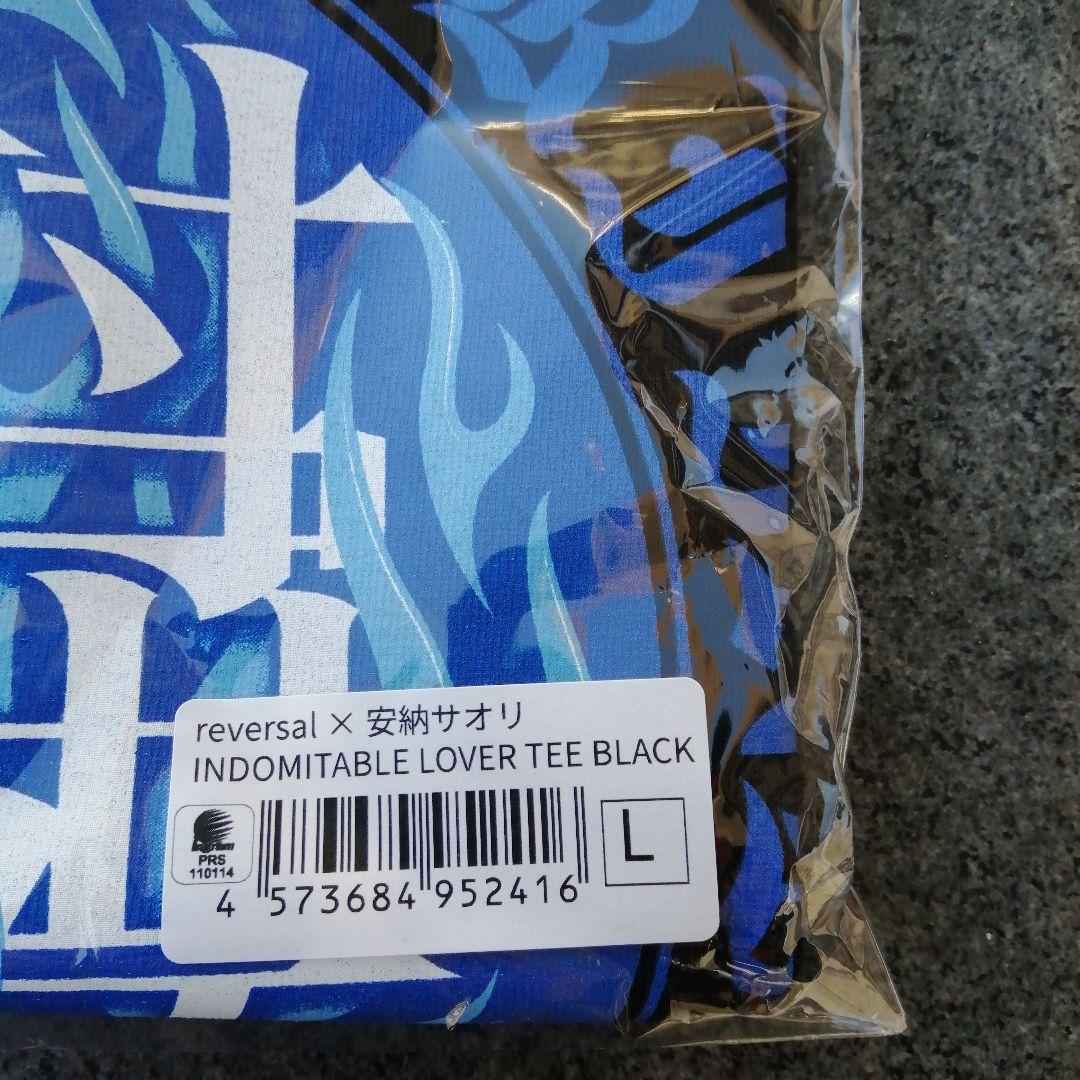 reversal × 安納サオリ
INDOMITABLE LOVER TEE BLACK
PRS
110114
L
4 573684 952416